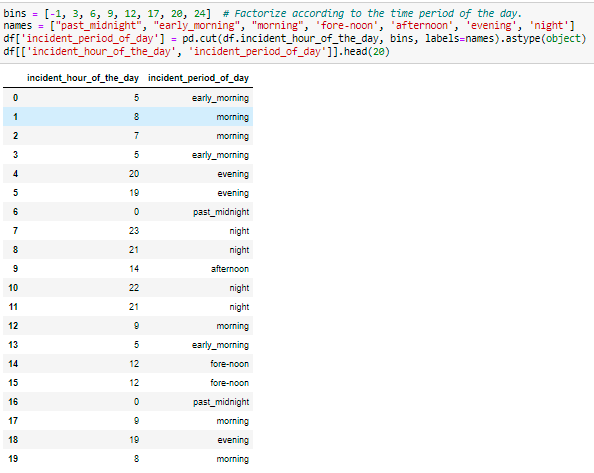 bins = [-1, 3, 6, 9, 12, 17, 20, 24]  # Factorize according to the time period of the day.
names = ["past_midnight", "early_morning", "morning", 'fore-noon', 'afternoon', 'evening', 'night']
df['incident_period_of_day'] = pd.cut(df.incident_hour_of_the_day, bins, labels=names).astype(object)
df[['incident_hour_of_the_day', 'incident_period_of_day']].head(20)
incident_hour_of_the_day incident_period_of_day
0 5 early_morning
1 8 morning
2 7 morning
3 5 early_morning
4 20 evening
5 19 evening
6 0 past_midnight
7 23 night
8 21 night
9 14 afternoon
10 22 night
11 21 night
12 9 morning
13 5 early_morning
14 12 fore-noon
15 12 fore-noon
16 0 past_midnight
17 9 morning
18 19 evening
19 8 morning